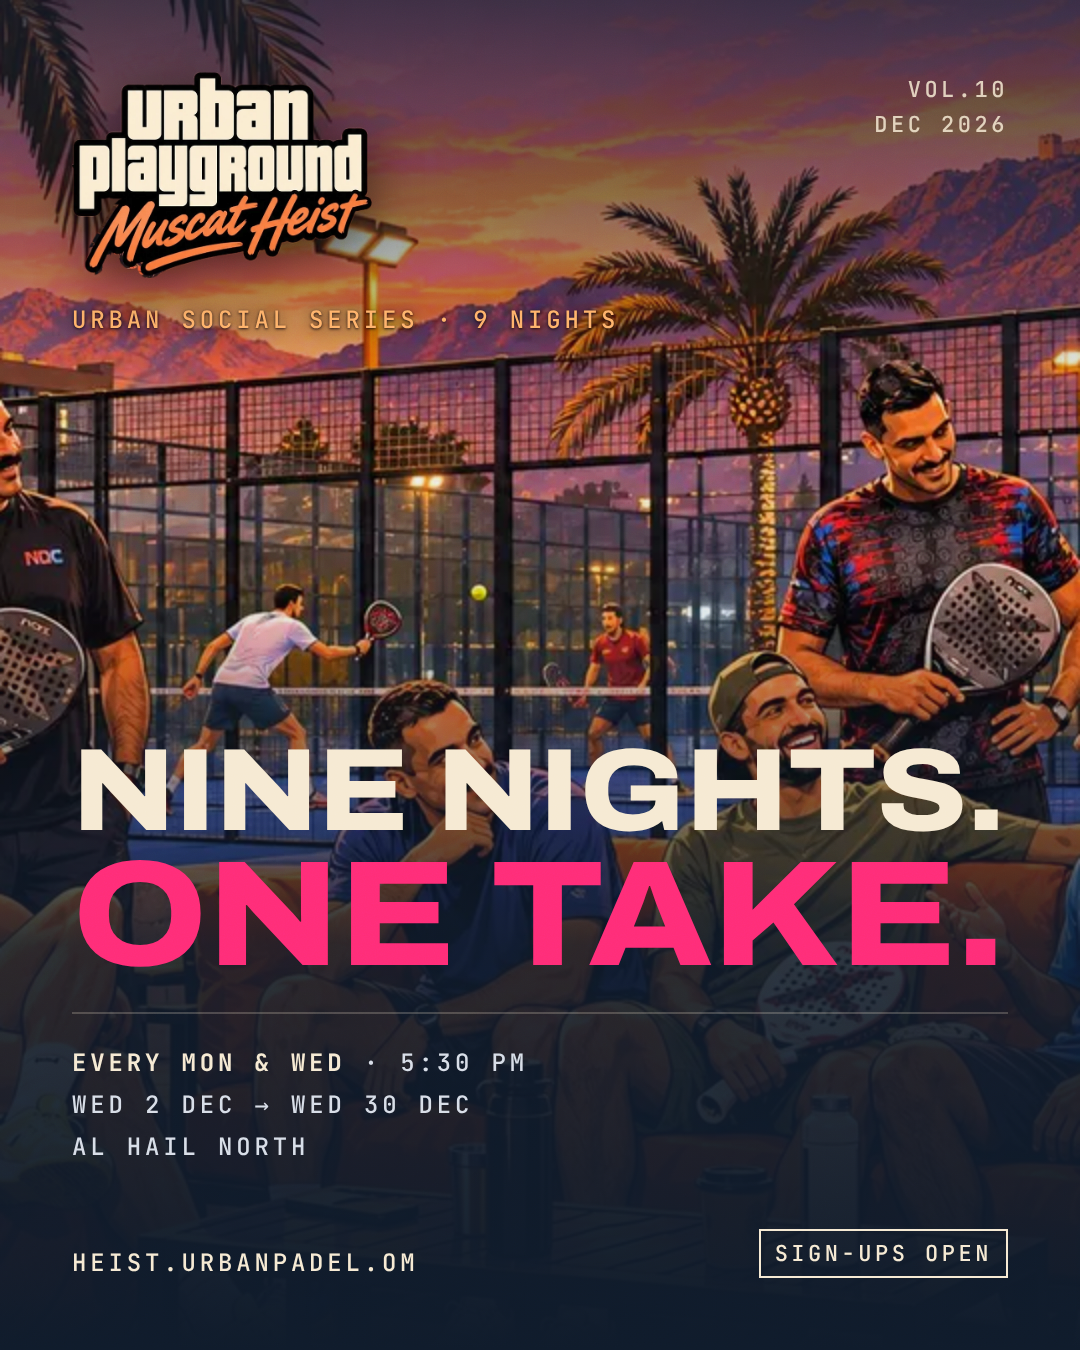 urban
playground
Muscat Heist
VOL.10
DEC 2026
URBAN SOCIAL SERIES · 9 NIGHTS
NDC
NOX
NOX
NINE NIGHTS.
ONE TAKE.
EVERY MON & WED · 5:30 PM
WED 2 DEC → WED 30 DEC
AL HAIL NORTH
HEIST.URBANPADEL.OM
SIGN-UPS OPEN